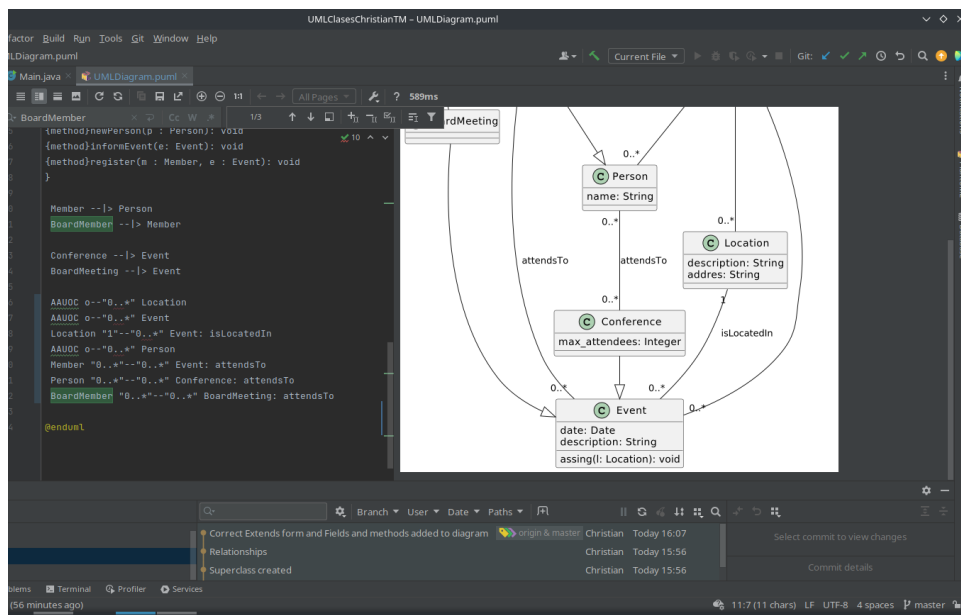 UMLClasesChristianTM – UMLDiagram.puml
factor Build Run Tools Git Window Help
MLDiagram.puml
Current File
Git:
Main.java
UMLDiagram.puml
1:1
All Pages
? 589ms
BoardMember
Cc W .*
1/3
{method}newPerson(p : Person): void
10
{method}informEvent(e: Event): void
{method}register(m : Member, e : Event): void
}
Member --|> Person
BoardMember --|> Member
Conference --|> Event
BoardMeeting --|> Event
AAUOC o--"0..*" Location
AAUOC o--"0..*" Event
Location "1"--"0..*" Event: isLocatedIn
AAUOC o--"0..*" Person
Member "0..*"--"0..*" Event: attendsTo
Person "0..*"--"0..*" Conference: attendsTo
BoardMember "0..*"--"0..*" BoardMeeting: attendsTo
@enduml
rdMeeting
0..*
C Person
name: String
0..*
0..*
C Location
description: String
addres: String
attendsTo
attendsTo
0..*
1
C Conference
max_attendees: Integer
isLocatedIn
0..*
0..*
0..*
C Event
date: Date
description: String
assing(l: Location): void
Branch
User
Date
Paths
Correct Extends form and Fields and methods added to diagram
origin & master
Christian
Today 16:07
Relationships
Christian
Today 15:56
Superclass created
Christian
Today 15:56
Select commit to view changes
Commit details
blems
Terminal
Profiler
Services
(56 minutes ago)
11:7 (11 chars)
LF
UTF-8
4 spaces
master